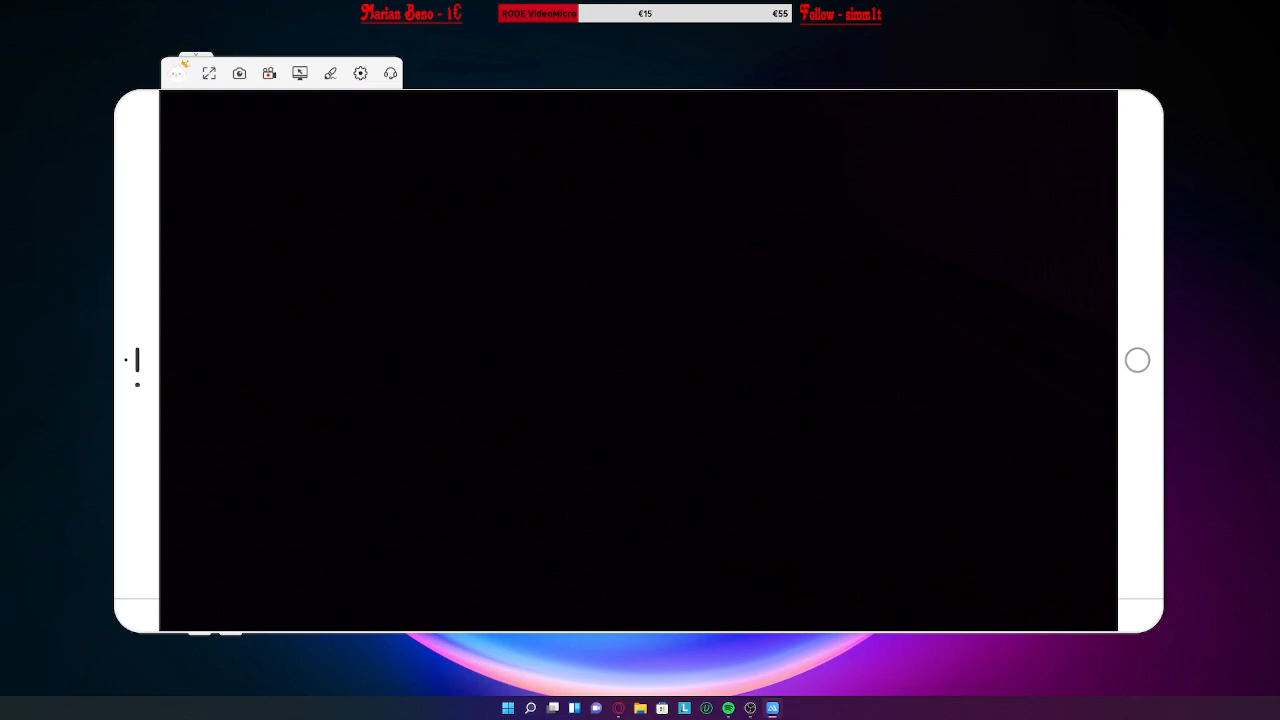 Marian Beno - 1€
RODE VideoMicro €15 €55
Follow - simm1t